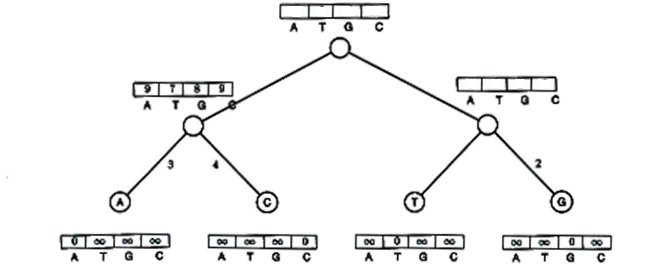 A T G C
9 7 8 9
A T G C
A T G C
3 4
2
A C T G
0 ∞ ∞ ∞ ∞ ∞ ∞ 0 ∞ 0 ∞ ∞ ∞ ∞ 0 ∞
A T G C A T G C A T G C A T G C